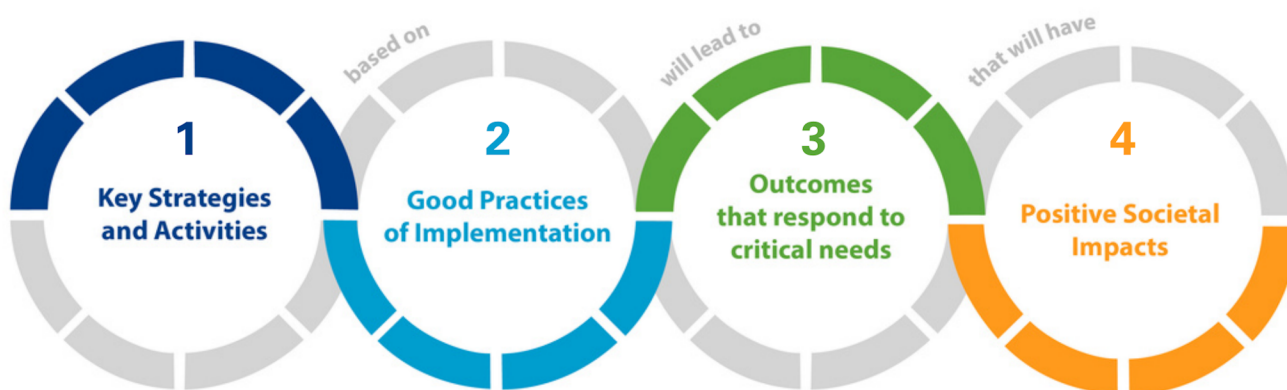 1
Key Strategies
and Activities
based on
2
Good Practices
of Implementation
will lead to
3
Outcomes
that respond to
critical needs
that will have
4
Positive Societal
Impacts